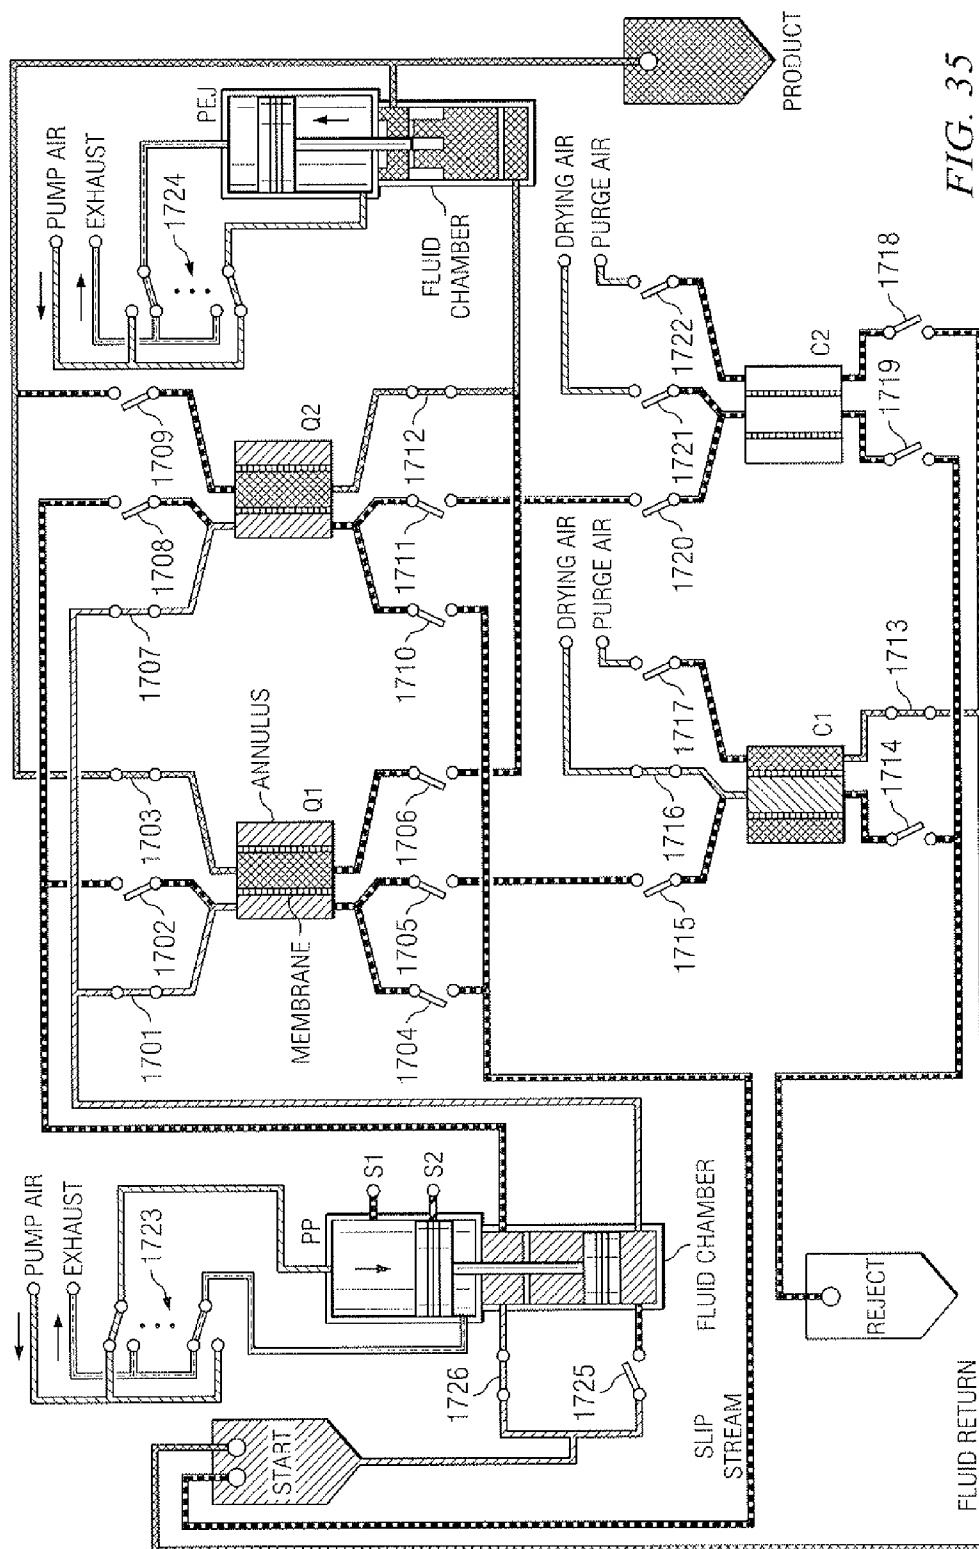 PUMP AIR
EXHAUST
1723
PP
S1
S2
START
1726
1725
FLUID CHAMBER
SLIP
STREAM
REJECT
FLUID RETURN
1701
1702
1703
ANNULUS
Q1
MEMBRANE
1704
1705
1706
1707
1708
1709
Q2
1710
1711
1712
PUMP AIR
EXHAUST
1724
PEJ
FLUID
CHAMBER
PRODUCT
DRYING AIR
PURGE AIR
1715
1716
1717
C1
1714
1713
DRYING AIR
PURGE AIR
1720
1721
1722
C2
1719
1718
FIG. 35